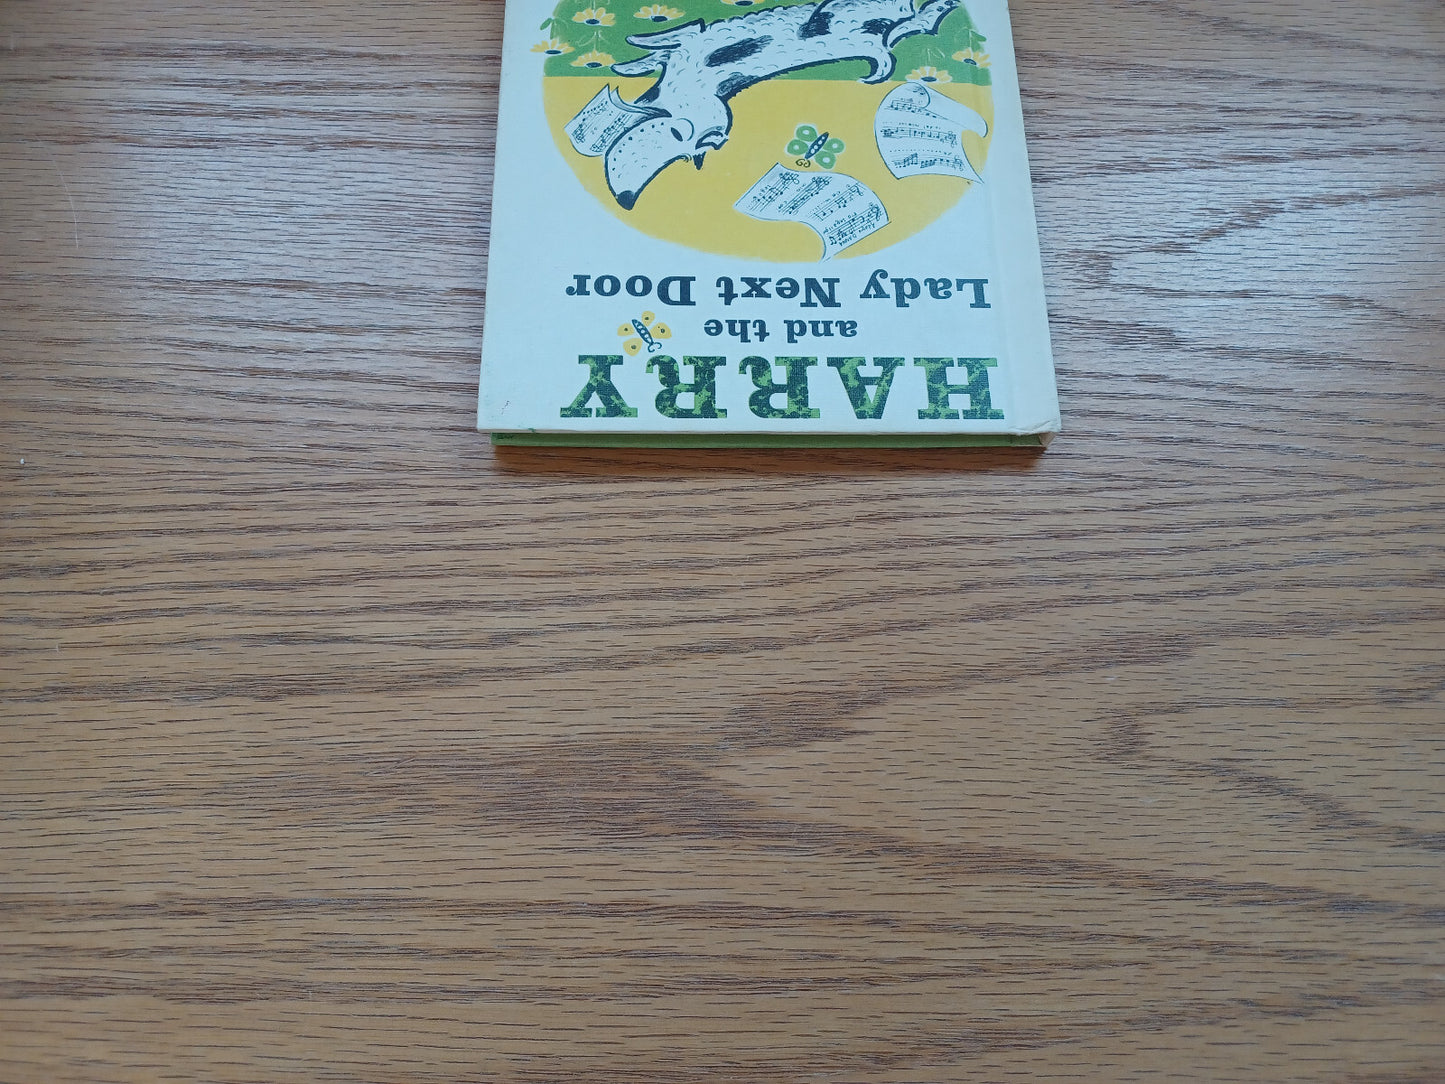 HARRY
and the
Lady Next Door